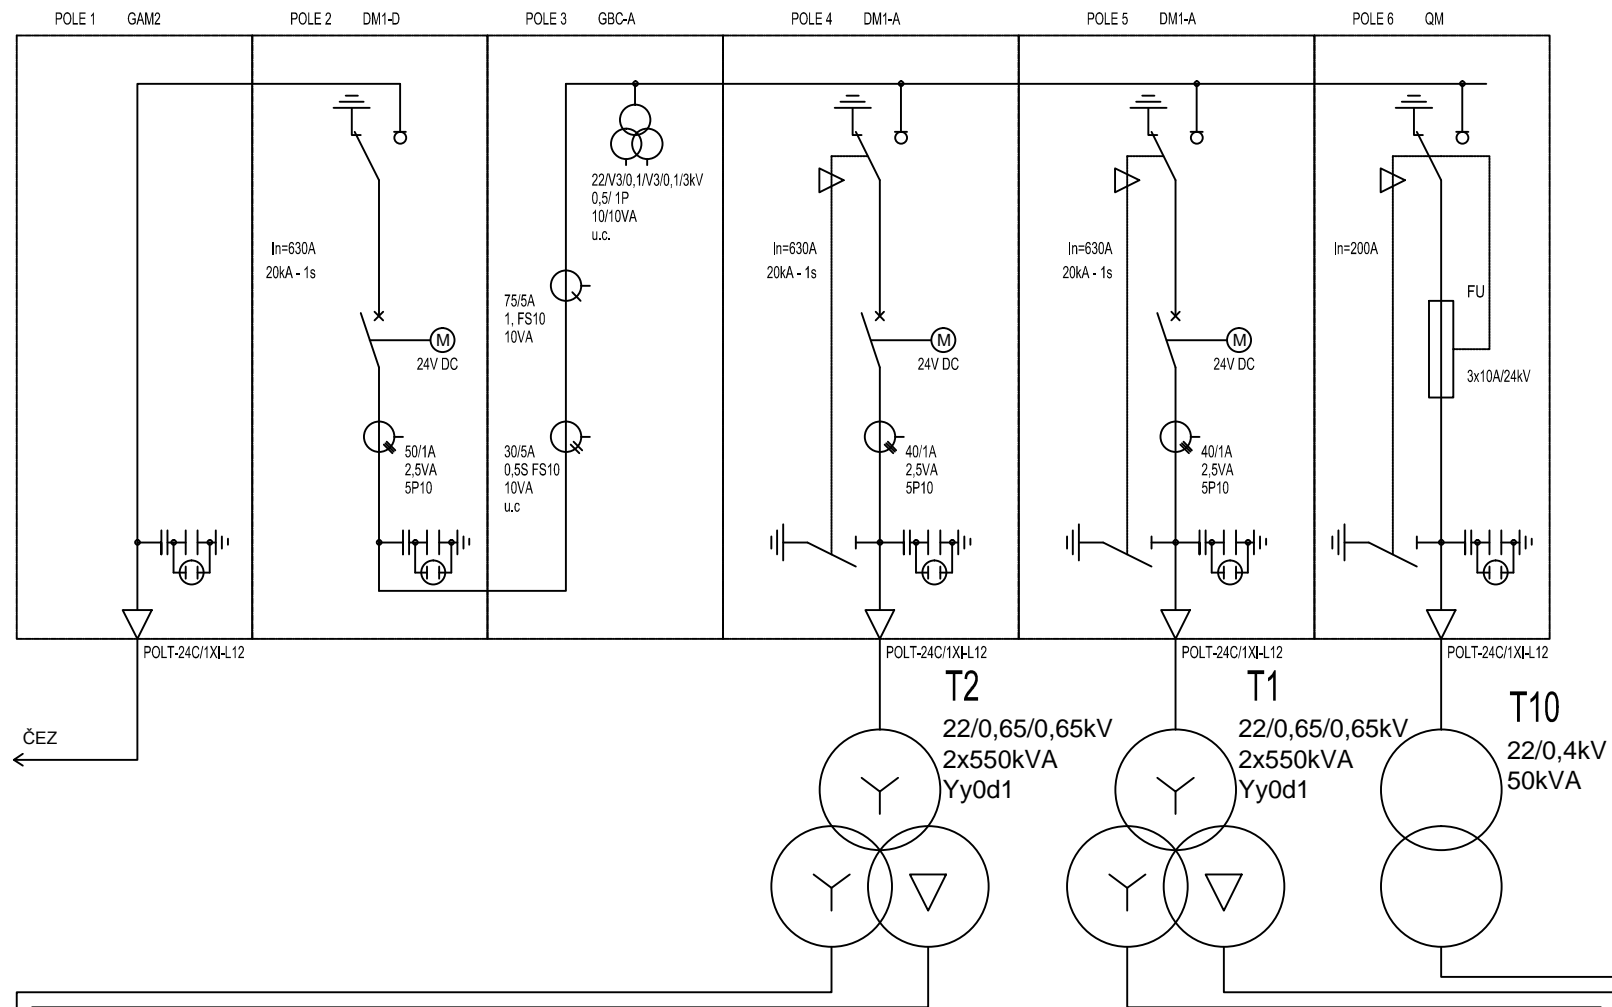 POLE 1 GAM2
POLE 2 DM1-D
POLE 3 GBC-A
POLE 4 DM1-A
POLE 5 DM1-A
POLE 6 QM
22/V3/0,1/V3/0,1/3kV
0,5/ 1P
10/10VA
u.c.
In=630A
20kA - 1s
M
24V DC
50/1A
2,5VA
5P10
75/5A
1, FS10
10VA
30/5A
0,5S FS10
10VA
u.c
In=630A
20kA - 1s
M
24V DC
40/1A
2,5VA
5P10
In=630A
20kA - 1s
M
24V DC
40/1A
2,5VA
5P10
In=200A
FU
3x10A/24kV
POLT-24C/1XI-L12
POLT-24C/1XI-L12
POLT-24C/1XI-L12
POLT-24C/1XI-L12
ČEZ
T2
22/0,65/0,65kV
2x550kVA
Yy0d1
T1
22/0,65/0,65kV
2x550kVA
Yy0d1
T10
22/0,4kV
50kVA